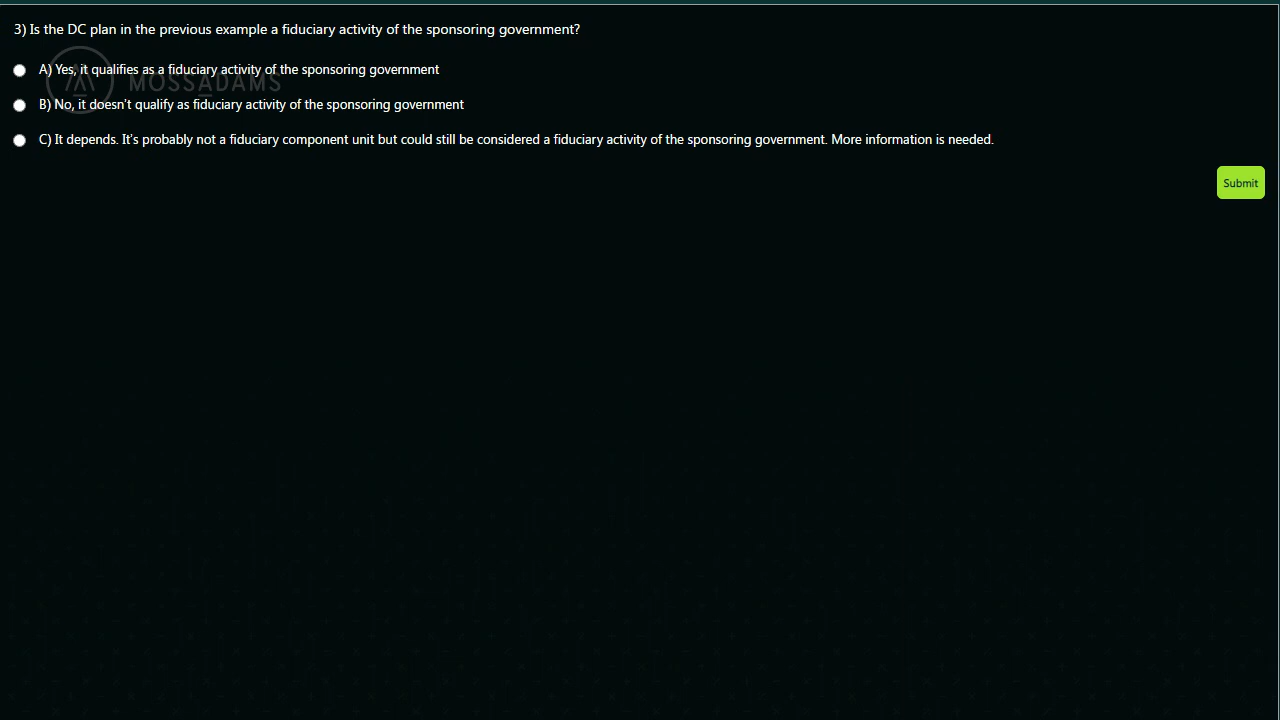 3) Is the DC plan in the previous example a fiduciary activity of the sponsoring government?
A) Yes, it qualifies as a fiduciary activity of the sponsoring government
MOSSADAMS
B) No, it doesn't qualify as fiduciary activity of the sponsoring government
C) It depends. It's probably not a fiduciary component unit but could still be considered a fiduciary activity of the sponsoring government. More information is needed.
Submit